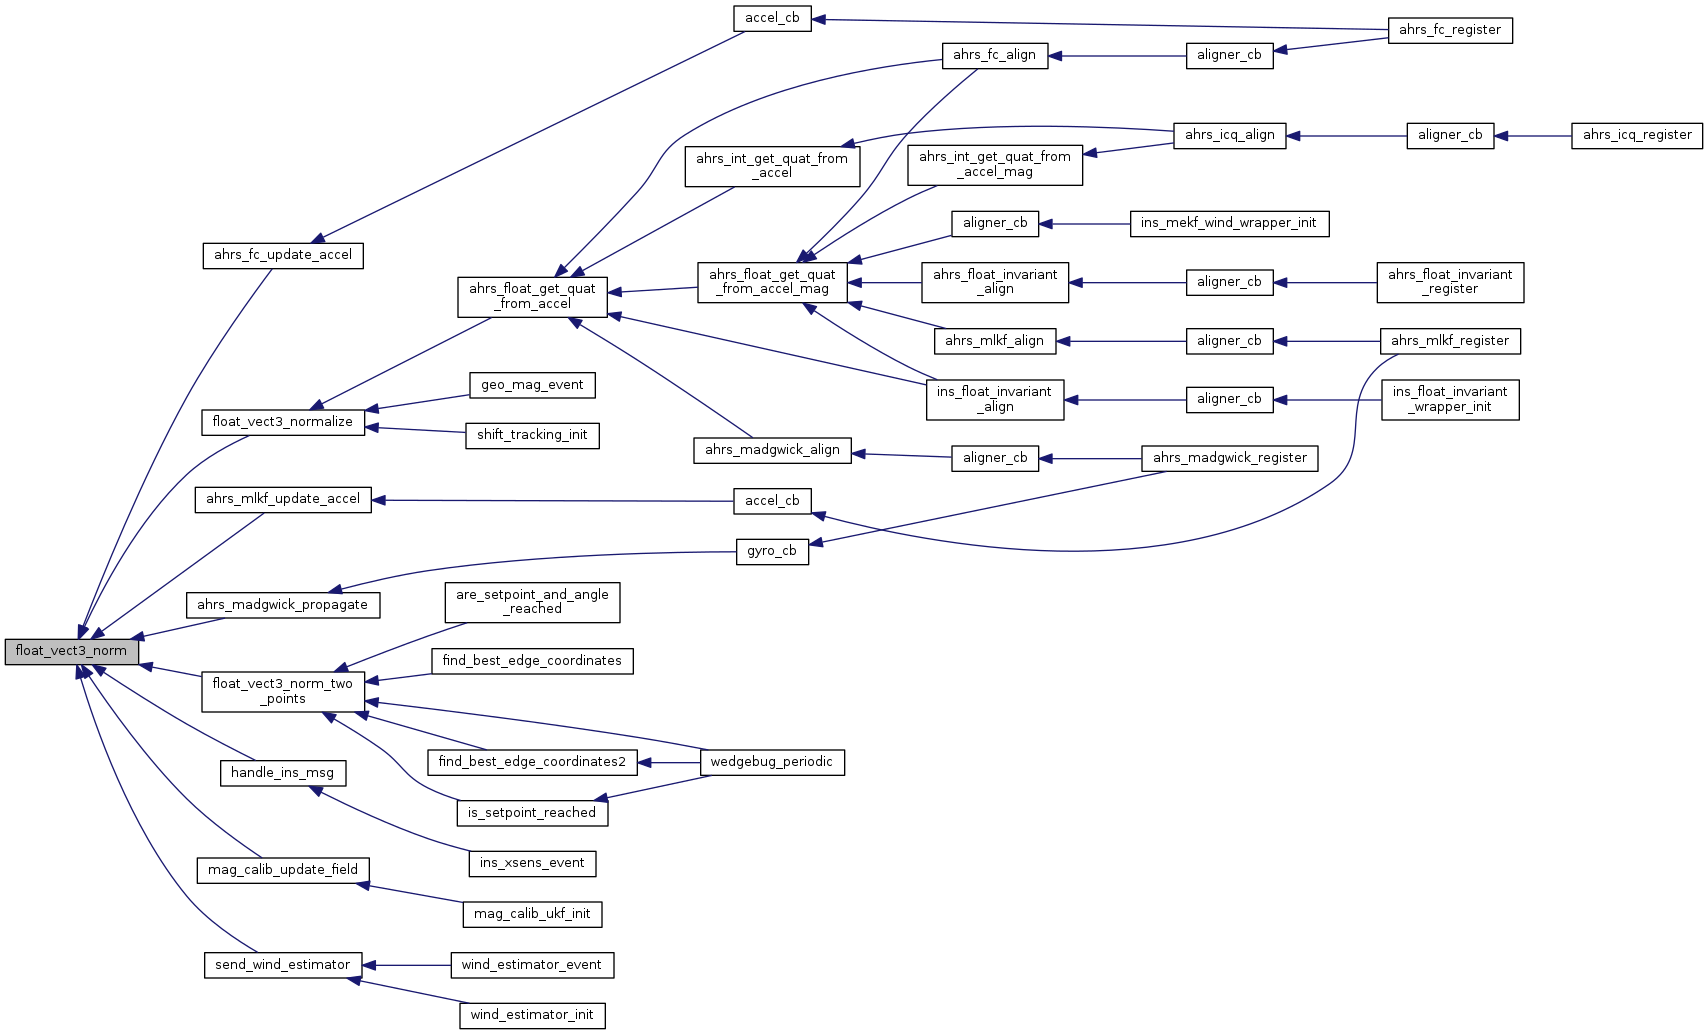 accel_cb
ahrs_fc_register
ahrs_fc_align
aligner_cb
ahrs_icq_align
aligner_cb
ahrs_icq_register
ahrs_int_get_quat_from
_accel
ahrs_int_get_quat_from
_accel_mag
aligner_cb
ins_mekf_wind_wrapper_init
ahrs_fc_update_accel
ahrs_float_get_quat
_from_accel
ahrs_float_get_quat
_from_accel_mag
ahrs_float_invariant
_align
aligner_cb
ahrs_float_invariant
_register
ahrs_mlkf_align
aligner_cb
ahrs_mlkf_register
geo_mag_event
ins_float_invariant
_align
aligner_cb
ins_float_invariant
_wrapper_init
float_vect3_normalize
shift_tracking_init
ahrs_madgwick_align
aligner_cb
ahrs_madgwick_register
ahrs_mlkf_update_accel
accel_cb
gyro_cb
ahrs_madgwick_propagate
are_setpoint_and_angle
_reached
float_vect3_norm
find_best_edge_coordinates
float_vect3_norm_two
_points
find_best_edge_coordinates2
wedgebug_periodic
handle_ins_msg
is_setpoint_reached
ins_xsens_event
mag_calib_update_field
mag_calib_ukf_init
send_wind_estimator
wind_estimator_event
wind_estimator_init